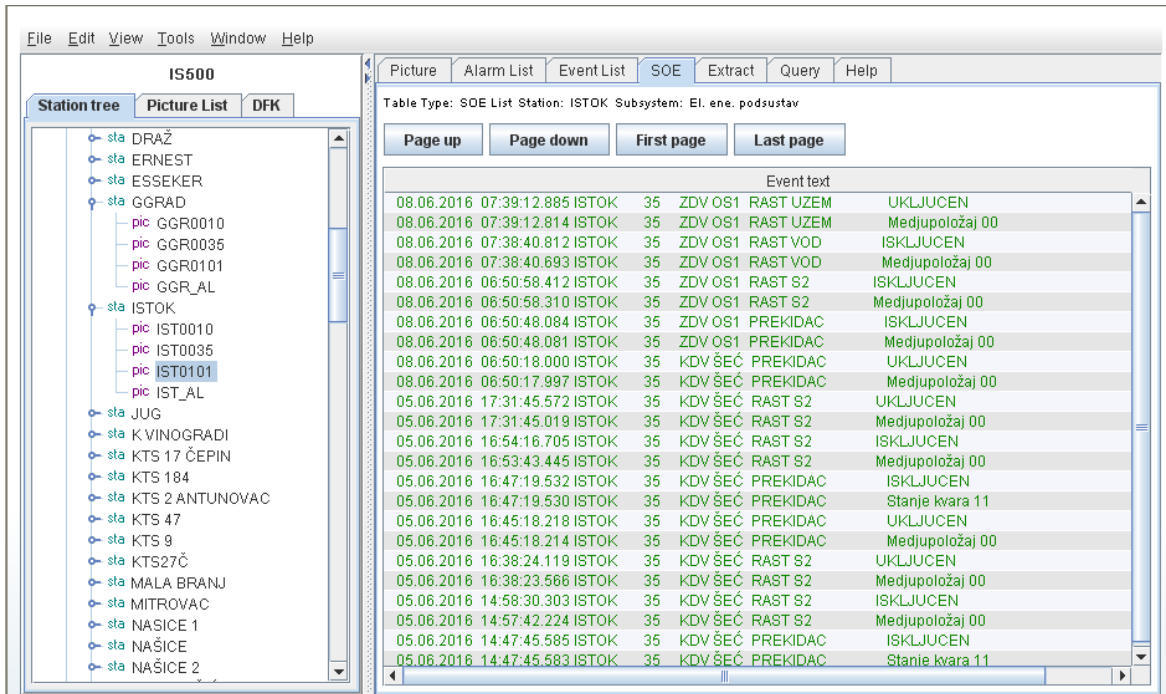 File Edit View Tools Window Help
IS500
Station tree Picture List DFK
sta DRAŽ
sta ERNEST
sta ESSEKER
sta GGRAD
pic GGR0010
pic GGR0035
pic GGR0101
pic GGR_AL
sta ISTOK
pic IST0010
pic IST0035
pic IST0101
pic IST_AL
sta JUG
sta K.VINOGRADI
sta KTS 17 ČEPIN
sta KTS 184
sta KTS 2 ANTUNOVAC
sta KTS 47
sta KTS 9
sta KTS27Č
sta MALA BRANJ
sta MITROVAC
sta NASICE 1
sta NAŠICE
sta NAŠICE 2
Picture Alarm List Event List SOE Extract Query Help
Table Type: SOE List Station: ISTOK Subsystem: El. ene. podsustav
Page up Page down First page Last page
Event text
08.06.2016 07:39:12.885 ISTOK 35 ZDV OS1 RAST UZEM UKLJUCEN
08.06.2016 07:39:12.814 ISTOK 35 ZDV OS1 RAST UZEM Medjupoložaj 00
08.06.2016 07:38:40.812 ISTOK 35 ZDV OS1 RAST VOD ISKLJUCEN
08.06.2016 07:38:40.693 ISTOK 35 ZDV OS1 RAST VOD Medjupoložaj 00
08.06.2016 06:50:58.412 ISTOK 35 ZDV OS1 RAST S2 ISKLJUCEN
08.06.2016 06:50:58.310 ISTOK 35 ZDV OS1 RAST S2 Medjupoložaj 00
08.06.2016 06:50:48.084 ISTOK 35 ZDV OS1 PREKIDAC ISKLJUCEN
08.06.2016 06:50:48.081 ISTOK 35 ZDV OS1 PREKIDAC Medjupoložaj 00
08.06.2016 06:50:18.000 ISTOK 35 KDV ŠEĆ PREKIDAC UKLJUCEN
08.06.2016 06:50:17.997 ISTOK 35 KDV ŠEĆ PREKIDAC Medjupoložaj 00
05.06.2016 17:31:45.572 ISTOK 35 KDV ŠEĆ RAST S2 UKLJUCEN
05.06.2016 17:31:45.019 ISTOK 35 KDV ŠEĆ RAST S2 Medjupoložaj 00
05.06.2016 16:54:16.705 ISTOK 35 KDV ŠEĆ RAST S2 ISKLJUCEN
05.06.2016 16:53:43.445 ISTOK 35 KDV ŠEĆ RAST S2 Medjupoložaj 00
05.06.2016 16:47:19.532 ISTOK 35 KDV ŠEĆ PREKIDAC ISKLJUCEN
05.06.2016 16:47:19.530 ISTOK 35 KDV ŠEĆ PREKIDAC Stanje kvara 11
05.06.2016 16:45:18.218 ISTOK 35 KDV ŠEĆ PREKIDAC UKLJUCEN
05.06.2016 16:45:18.214 ISTOK 35 KDV ŠEĆ PREKIDAC Medjupoložaj 00
05.06.2016 16:38:24.119 ISTOK 35 KDV ŠEĆ RAST S2 UKLJUCEN
05.06.2016 16:38:23.566 ISTOK 35 KDV ŠEĆ RAST S2 Medjupoložaj 00
05.06.2016 14:58:30.303 ISTOK 35 KDV ŠEĆ RAST S2 ISKLJUCEN
05.06.2016 14:57:42.224 ISTOK 35 KDV ŠEĆ RAST S2 Medjupoložaj 00
05.06.2016 14:47:45.585 ISTOK 35 KDV ŠEĆ PREKIDAC ISKLJUCEN
05.06.2016 14:47:45.583 ISTOK 35 KDV ŠEĆ PREKIDAC Stanje kvara 11